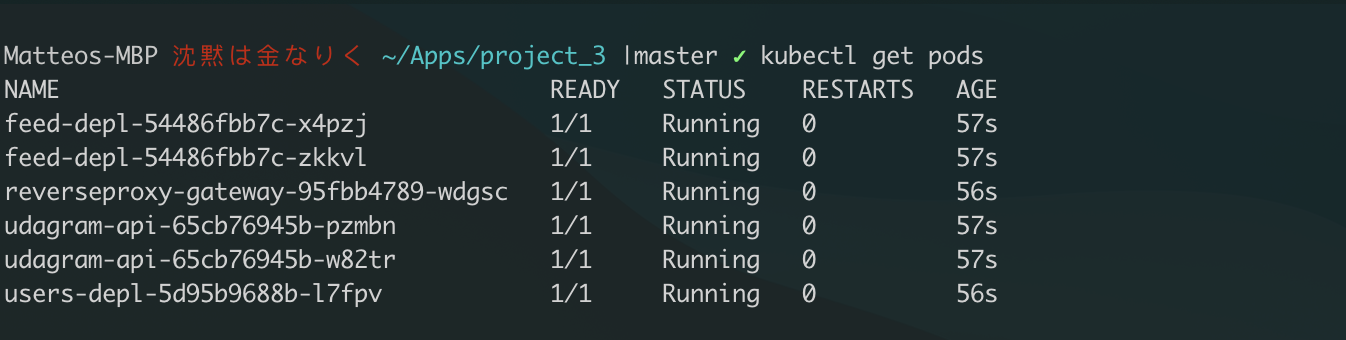 Matteos-MBP 沈黙は金なりく ~/Apps/project_3 |master ✓ kubectl get pods
NAME READY STATUS RESTARTS AGE
feed-depl-54486fbb7c-x4pzj 1/1 Running 0 57s
feed-depl-54486fbb7c-zkkvl 1/1 Running 0 57s
reverseproxy-gateway-95fbb4789-wdgsc 1/1 Running 0 56s
udagram-api-65cb76945b-pzmbn 1/1 Running 0 57s
udagram-api-65cb76945b-w82tr 1/1 Running 0 57s
users-depl-5d95b9688b-l7fpv 1/1 Running 0 56s